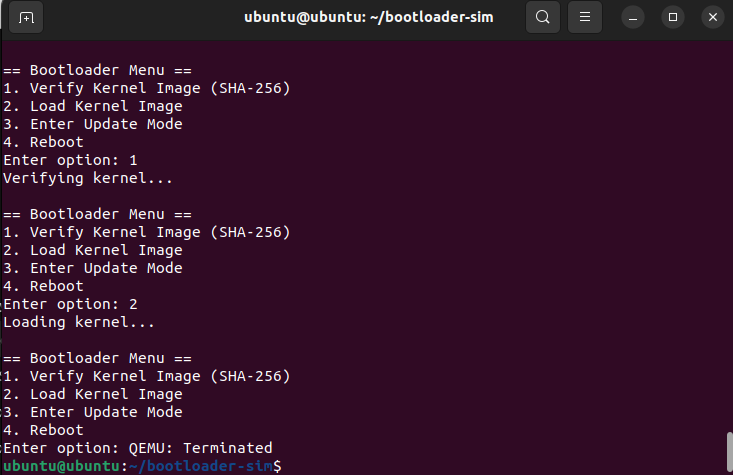 ubuntu@ubuntu: ~/bootloader-sim
== Bootloader Menu ==
1. Verify Kernel Image (SHA-256)
2. Load Kernel Image
3. Enter Update Mode
4. Reboot
Enter option: 1
Verifying kernel...
== Bootloader Menu ==
1. Verify Kernel Image (SHA-256)
2. Load Kernel Image
3. Enter Update Mode
4. Reboot
Enter option: 2
Loading kernel...
== Bootloader Menu ==
1. Verify Kernel Image (SHA-256)
2. Load Kernel Image
3. Enter Update Mode
4. Reboot
Enter option: QEMU: Terminated
ubuntu@ubuntu:~/bootloader-sim$